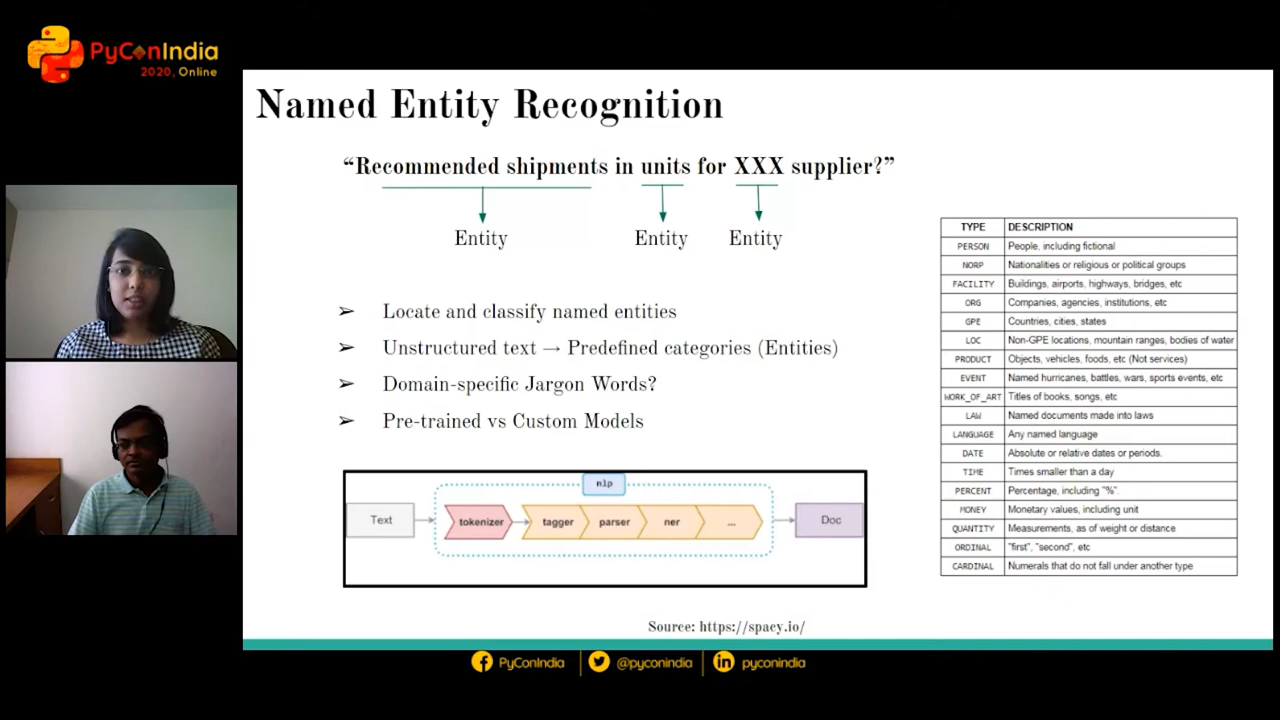 PyConIndia
2020, Online
Named Entity Recognition
“Recommended shipments in units for XXX supplier?”
Entity
Entity
Entity
➢ Locate and classify named entities
➢ Unstructured text → Predefined categories (Entities)
➢ Domain-specific Jargon Words?
➢ Pre-trained vs Custom Models
nlp
Text
tokenizer
tagger
parser
ner
...
Doc
TYPE DESCRIPTION
PERSON People, including fictional
NORP Nationalities or religious or political groups
FACILITY Buildings, airports, highways, bridges, etc
ORG Companies, agencies, institutions, etc
GPE Countries, cities, states
LOC Non-GPE locations, mountain ranges, bodies of water
PRODUCT Objects, vehicles, foods, etc (Not services)
EVENT Named hurricanes, battles, wars, sports events, etc
WORK_OF_ART Titles of books, songs, etc
LAW Named documents made into laws
LANGUAGE Any named language
DATE Absolute or relative dates or periods.
TIME Times smaller than a day
PERCENT Percentage, including "%".
MONEY Monetary values, including unit
QUANTITY Measurements, as of weight or distance
ORDINAL "first", "second", etc
CARDINAL Numerals that do not fall under another type
Source: https://spacy.io/
PyConIndia
@pyconindia
pyconindia